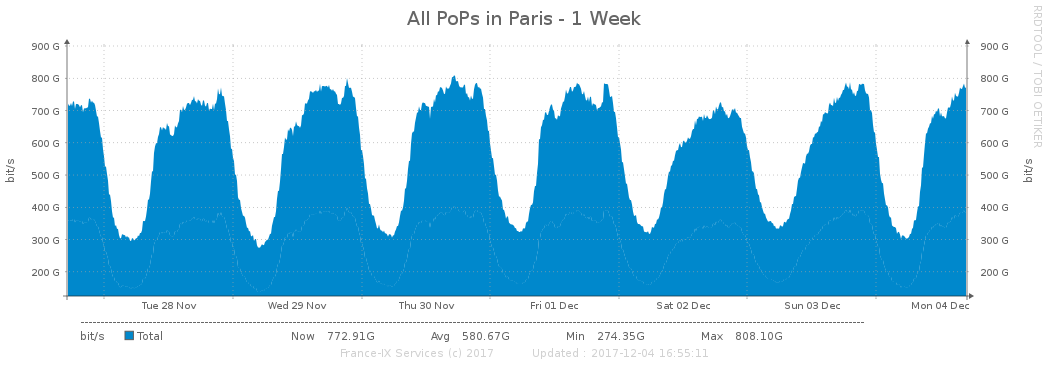 All PoPs in Paris - 1 Week
RRDTOOL / TOBI OETIKER
900 G 900 G
800 G 800 G
700 G 700 G
600 G 600 G
500 G 500 G
400 G 400 G
300 G 300 G
200 G 200 G
bit/s bit/s
Tue 28 Nov Wed 29 Nov Thu 30 Nov Fri 01 Dec Sat 02 Dec Sun 03 Dec Mon 04 Dec
bit/s Total Now 772.91G Avg 580.67G Min 274.35G Max 808.10G
France-IX Services (c) 2017 Updated : 2017-12-04 16:55:11